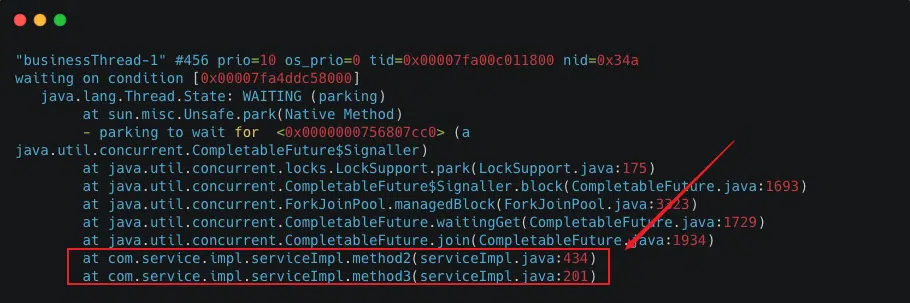 "businessThread-1" #456 prio=10 os_prio=0 tid=0x00007fa00c011800 nid=0x34a
waiting on condition [0x00007fa4ddc58000]
java.lang.Thread.State: WAITING (parking)
at sun.misc.Unsafe.park(Native Method)
- parking to wait for  <0x0000000756807cc0> (a
java.util.concurrent.CompletableFuture$Signaller)
at java.util.concurrent.locks.LockSupport.park(LockSupport.java:175)
at java.util.concurrent.CompletableFuture$Signaller.block(CompletableFuture.java:1693)
at java.util.concurrent.ForkJoinPool.managedBlock(ForkJoinPool.java:3323)
at java.util.concurrent.CompletableFuture.waitingGet(CompletableFuture.java:1729)
at java.util.concurrent.CompletableFuture.join(CompletableFuture.java:1934)
at com.service.impl.serviceImpl.method2(serviceImpl.java:434)
at com.service.impl.serviceImpl.method3(serviceImpl.java:201)